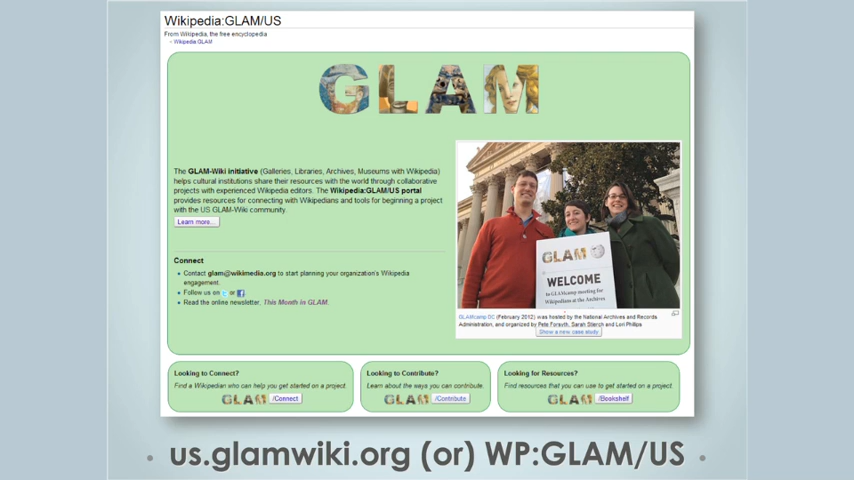 Wikipedia:GLAM/US
From Wikipedia, the free encyclopedia
Wikipedia:GLAM
GLAM
The GLAM-Wiki initiative (Galleries, Libraries, Archives, Museums with Wikipedia)
helps cultural institutions share their resources with the world through collaborative
projects with experienced Wikipedia editors. The Wikipedia:GLAM/US portal
provides resources for connecting with Wikipedians and tools for beginning a project
with the US GLAM-Wiki community.
Learn more...
Connect
• Contact glam@wikimedia.org to start planning your organization's Wikipedia
engagement.
• Follow us on or
• Read the online newsletter, This Month in GLAM.
GLAM
WELCOME
to GLAMcamp meeting for
Wikipedians at the Archives
GLAMcamp DC (February 2012) was hosted by the National Archives and Records
Administration, and organized by Pete Forsyth, Sarah Stierch and Lori Phillips
Show a new case study
Looking to Connect?
Find a Wikipedian who can help you get started on a project.
GLAM /Connect
Looking to Contribute?
Learn about the ways you can contribute.
GLAM /Contribute
Looking for Resources?
Find resources that you can use to get started on a project.
GLAM /Bookshelf
• us.glamwiki.org (or) WP:GLAM/US •